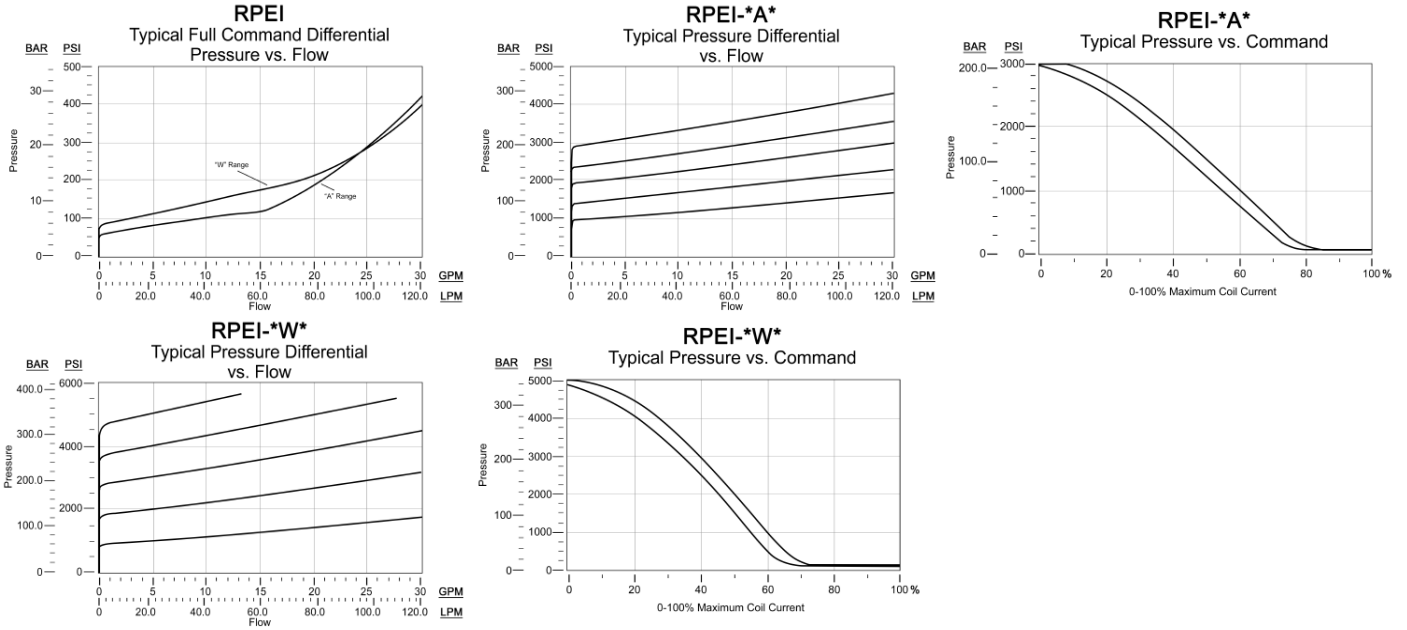 RPEI
Typical Full Command Differential
Pressure vs. Flow
BAR PSI
500
30
400
300
20
200
10
100
0 0
Pressure
"W" Range
"A" Range
0 5 10 15 20 25 30 GPM
0 20.0 40.0 60.0 80.0 100.0 120.0 LPM
Flow
RPEI-*A*
Typical Pressure Differential
vs. Flow
BAR PSI
5000
300
4000
200
3000
2000
100
1000
0 0
Pressure
0 5 10 15 20 25 30 GPM
0 20.0 40.0 60.0 80.0 100.0 120.0 LPM
Flow
RPEI-*A*
Typical Pressure vs. Command
BAR PSI
200.0 3000
2000
100.0
1000
0 0
Pressure
0 20 40 60 80 100%
0-100% Maximum Coil Current
RPEI-*W*
Typical Pressure Differential
vs. Flow
BAR PSI
400.0 6000
300.0
4000
200.0
2000
100.0
0 0
Pressure
0 5 10 15 20 25 30 GPM
0 20.0 40.0 60.0 80.0 100.0 120.0 LPM
Flow
RPEI-*W*
Typical Pressure vs. Command
BAR PSI
5000
300
4000
200
3000
2000
100
1000
0 0
Pressure
0 20 40 60 80 100%
0-100% Maximum Coil Current